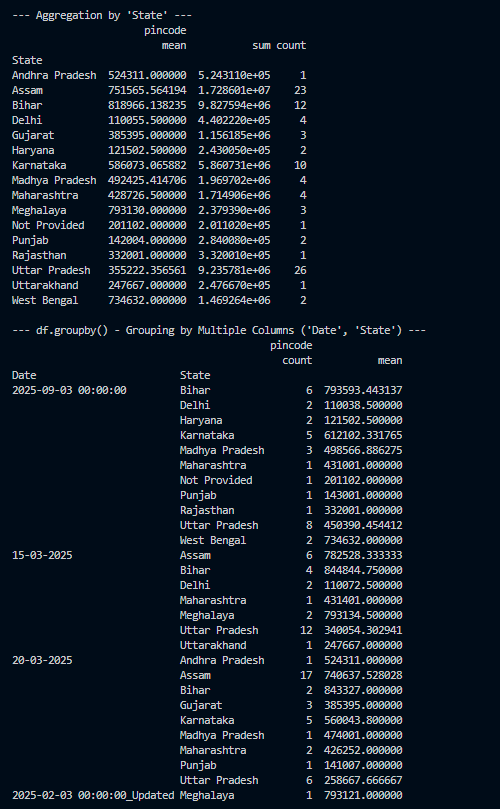 --- Aggregation by 'State' ---
pincode
mean sum count
State
Andhra Pradesh 524311.000000 5.243110e+05 1
Assam 751565.564194 1.728601e+07 23
Bihar 818966.138235 9.827594e+06 12
Delhi 110055.500000 4.402220e+05 4
Gujarat 385395.000000 1.156185e+06 3
Haryana 121502.500000 2.430050e+05 2
Karnataka 586073.065882 5.860731e+06 10
Madhya Pradesh 492425.414706 1.969702e+06 4
Maharashtra 428726.500000 1.714906e+06 4
Meghalaya 793130.000000 2.379390e+06 3
Not Provided 201102.000000 2.011020e+05 1
Punjab 142004.000000 2.840080e+05 2
Rajasthan 332001.000000 3.320010e+05 1
Uttar Pradesh 355222.356561 9.235781e+06 26
Uttarakhand 247667.000000 2.476670e+05 1
West Bengal 734632.000000 1.469264e+06 2
--- df.groupby() - Grouping by Multiple Columns ('Date', 'State') ---
pincode
count mean
Date State
2025-09-03 00:00:00 Bihar 6 793593.443137
Delhi 2 110038.500000
Haryana 2 121502.500000
Karnataka 5 612102.331765
Madhya Pradesh 3 498566.886275
Maharashtra 1 431001.000000
Not Provided 1 201102.000000
Punjab 1 143001.000000
Rajasthan 1 332001.000000
Uttar Pradesh 8 450390.454412
West Bengal 2 734632.000000
15-03-2025 Assam 6 782528.333333
Bihar 4 844844.750000
Delhi 2 110072.500000
Maharashtra 1 431401.000000
Meghalaya 2 793134.500000
Uttar Pradesh 12 340054.302941
Uttarakhand 1 247667.000000
20-03-2025 Andhra Pradesh 1 524311.000000
Assam 17 740637.528028
Bihar 2 843327.000000
Gujarat 3 385395.000000
Karnataka 5 560043.800000
Madhya Pradesh 1 474001.000000
Maharashtra 2 426252.000000
Punjab 1 141007.000000
Uttar Pradesh 6 258667.666667
2025-02-03 00:00:00_Updated Meghalaya 1 793121.000000